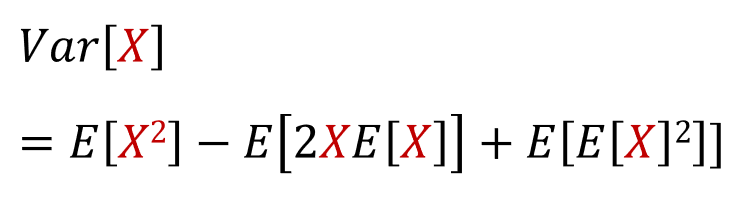 Var[X]
= E[X²] − E[2XE[X]] + E[E[X]²]]